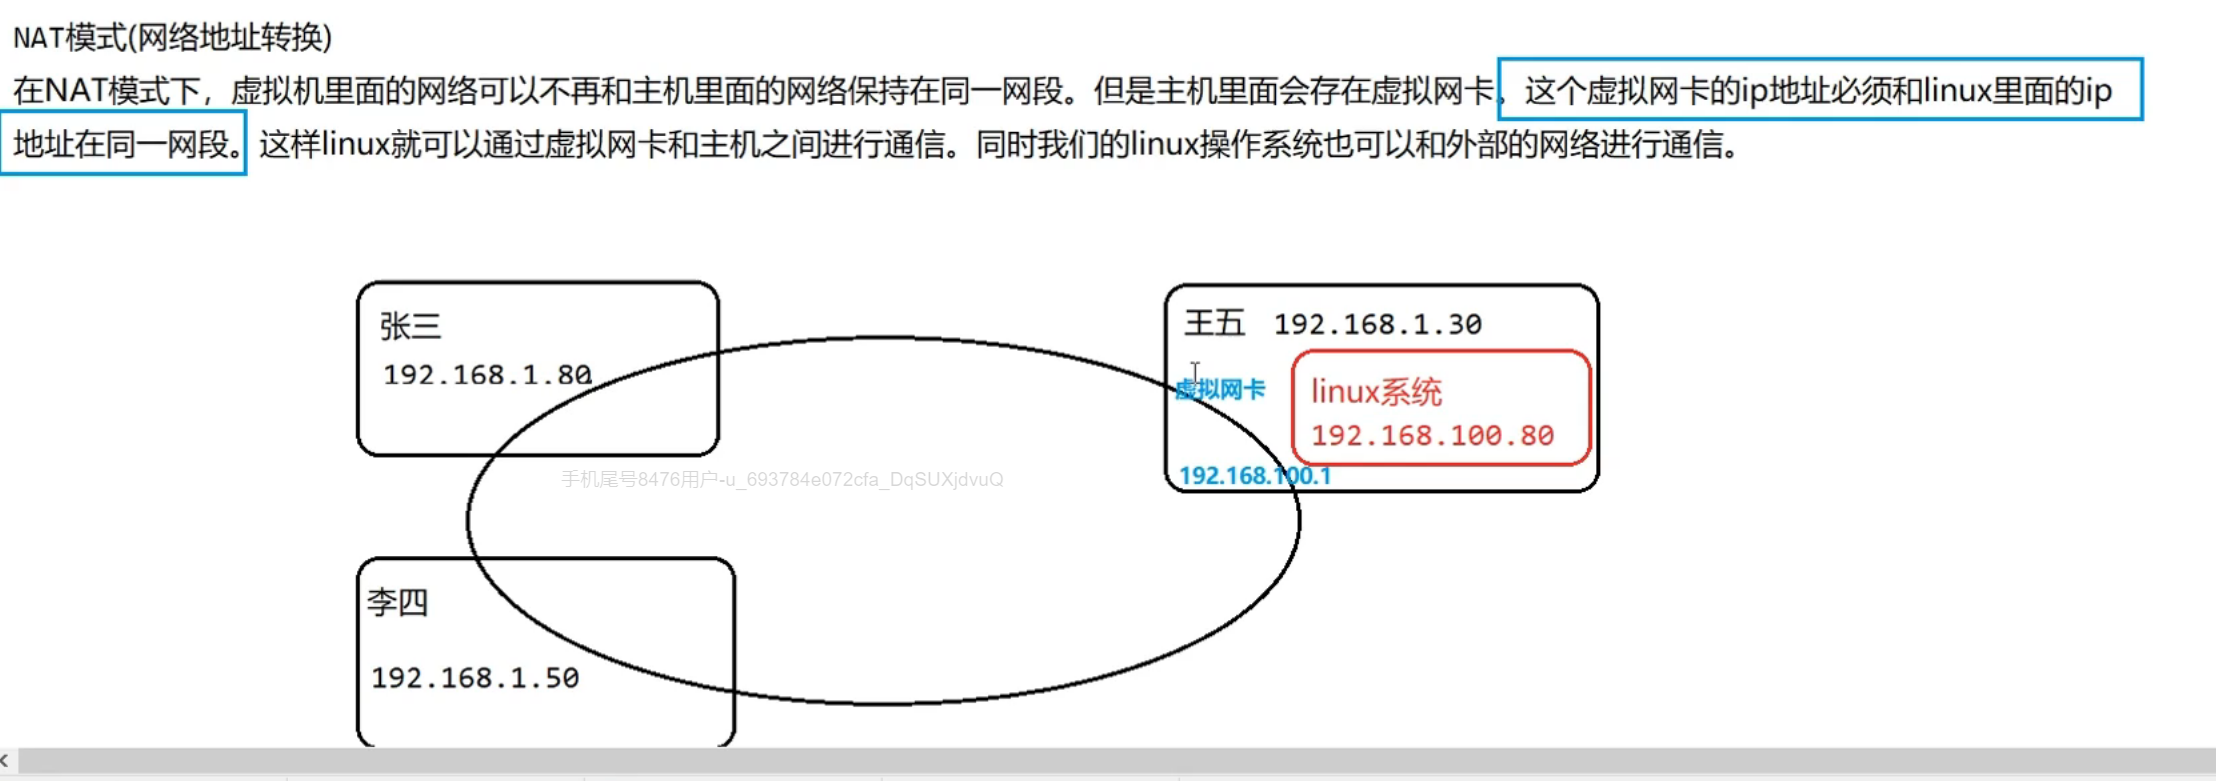 NAT模式(网络地址转换)
在NAT模式下，虚拟机里面的网络可以不再和主机里面的网络保持在同一网段。但是主机里面会存在虚拟网卡。这个虚拟网卡的ip地址必须和linux里面的ip
地址在同一网段。这样linux就可以通过虚拟网卡和主机之间进行通信。同时我们的linux操作系统也可以和外部的网络进行通信。
张三
192.168.1.80
王五 192.168.1.30
虚拟网卡
linux系统
192.168.100.80
192.168.100.1
手机尾号8476用户-u_693784e072cfa_DqSUXjdvuQ
李四
192.168.1.50